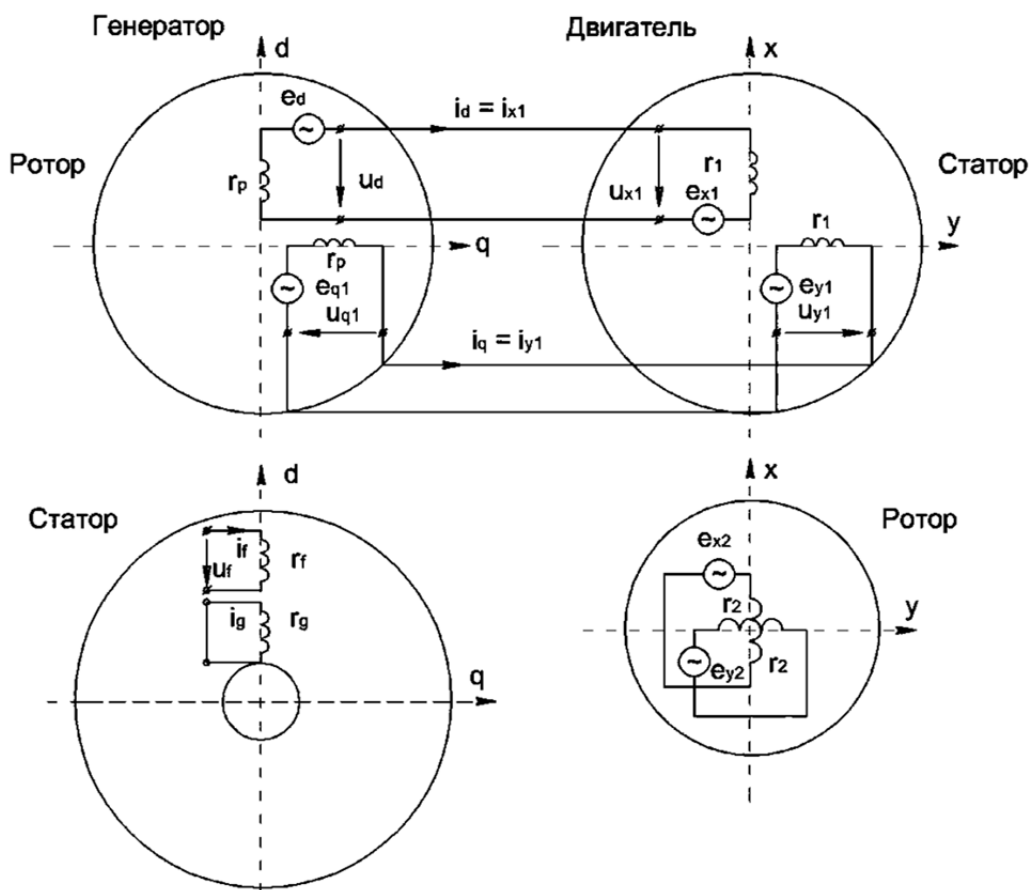 Генератор
Двигатель
d
x
e_d
i_d = i_x1
Ротор
Статор
r_p
u_d
u_x1
r_1
e_x1
r_1
q
y
r_p
e_q1
e_y1
u_q1
u_y1
i_q = i_y1
d
x
Статор
Ротор
i_f
r_f
u_f
e_x2
i_g
r_g
r_2
y
e_y2
r_2
q